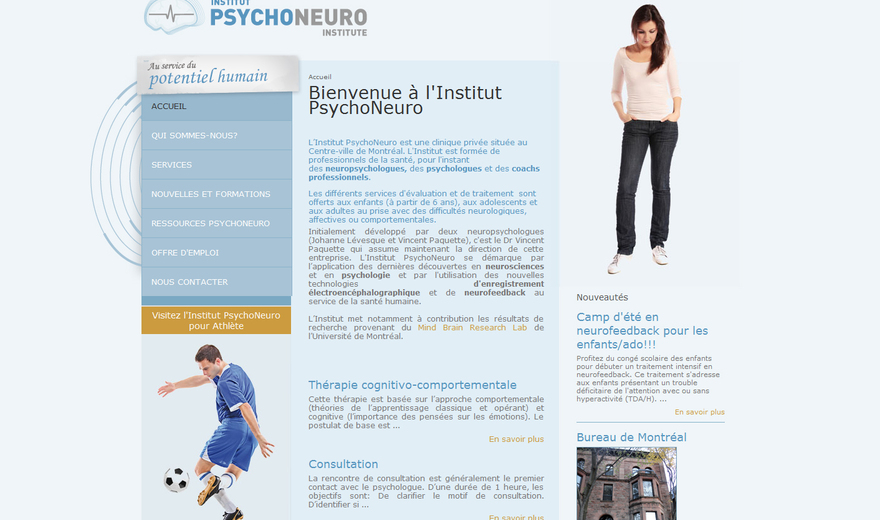 INSTITUT
PSYCHONEURO
INSTITUTE
Au service du
potentiel humain
ACCUEIL
QUI SOMMES-NOUS?
SERVICES
NOUVELLES ET FORMATIONS
RESSOURCES PSYCHONEURO
OFFRE D'EMPLOI
NOUS CONTACTER
Visitez l'Institut PsychoNeuro
pour Athlète
Accueil
Bienvenue à l'Institut
PsychoNeuro
L'Institut PsychoNeuro est une clinique privée située au
Centre-ville de Montréal. L'Institut est formée de
professionnels de la santé, pour l'instant
des neuropsychologues, des psychologues et des coachs
professionnels.
Les différents services d'évaluation et de traitement sont
offerts aux enfants (à partir de 6 ans), aux adolescents et
aux adultes au prise avec des difficultés neurologiques,
affectives ou comportementales.
Initialement développé par deux neuropsychologues
(Johanne Lévesque et Vincent Paquette), c'est le Dr Vincent
Paquette qui assume maintenant la direction de cette
entreprise. L'Institut PsychoNeuro se démarque par
l'application des dernières découvertes en neurosciences
et en psychologie et par l'utilisation des nouvelles
technologies d'enregistrement
électroencéphalographique et de neurofeedback au
service de la santé humaine.
L'Institut met notamment à contribution les résultats de
recherche provenant du Mind Brain Research Lab de
l'Université de Montréal.
Thérapie cognitivo-comportementale
Cette thérapie est basée sur l'approche comportementale
(théories de l'apprentissage classique et opérant) et
cognitive (l'importance des pensées sur les émotions). Le
postulat de base est ...
En savoir plus
Consultation
La rencontre de consultation est généralement le premier
contact avec le psychologue. D'une durée de 1 heure, les
objectifs sont: De clarifier le motif de consultation.
D'identifier si ...
En savoir plus
Nouveautés
Camp d'été en
neurofeedback pour les
enfants/ado!!!
Profitez du congé scolaire des enfants
pour débuter un traitement intensif en
neurofeedback. Ce traitement s'adresse
aux enfants présentant un trouble
déficitaire de l'attention avec ou sans
hyperactivité (TDA/H). ...
En savoir plus
Bureau de Montréal